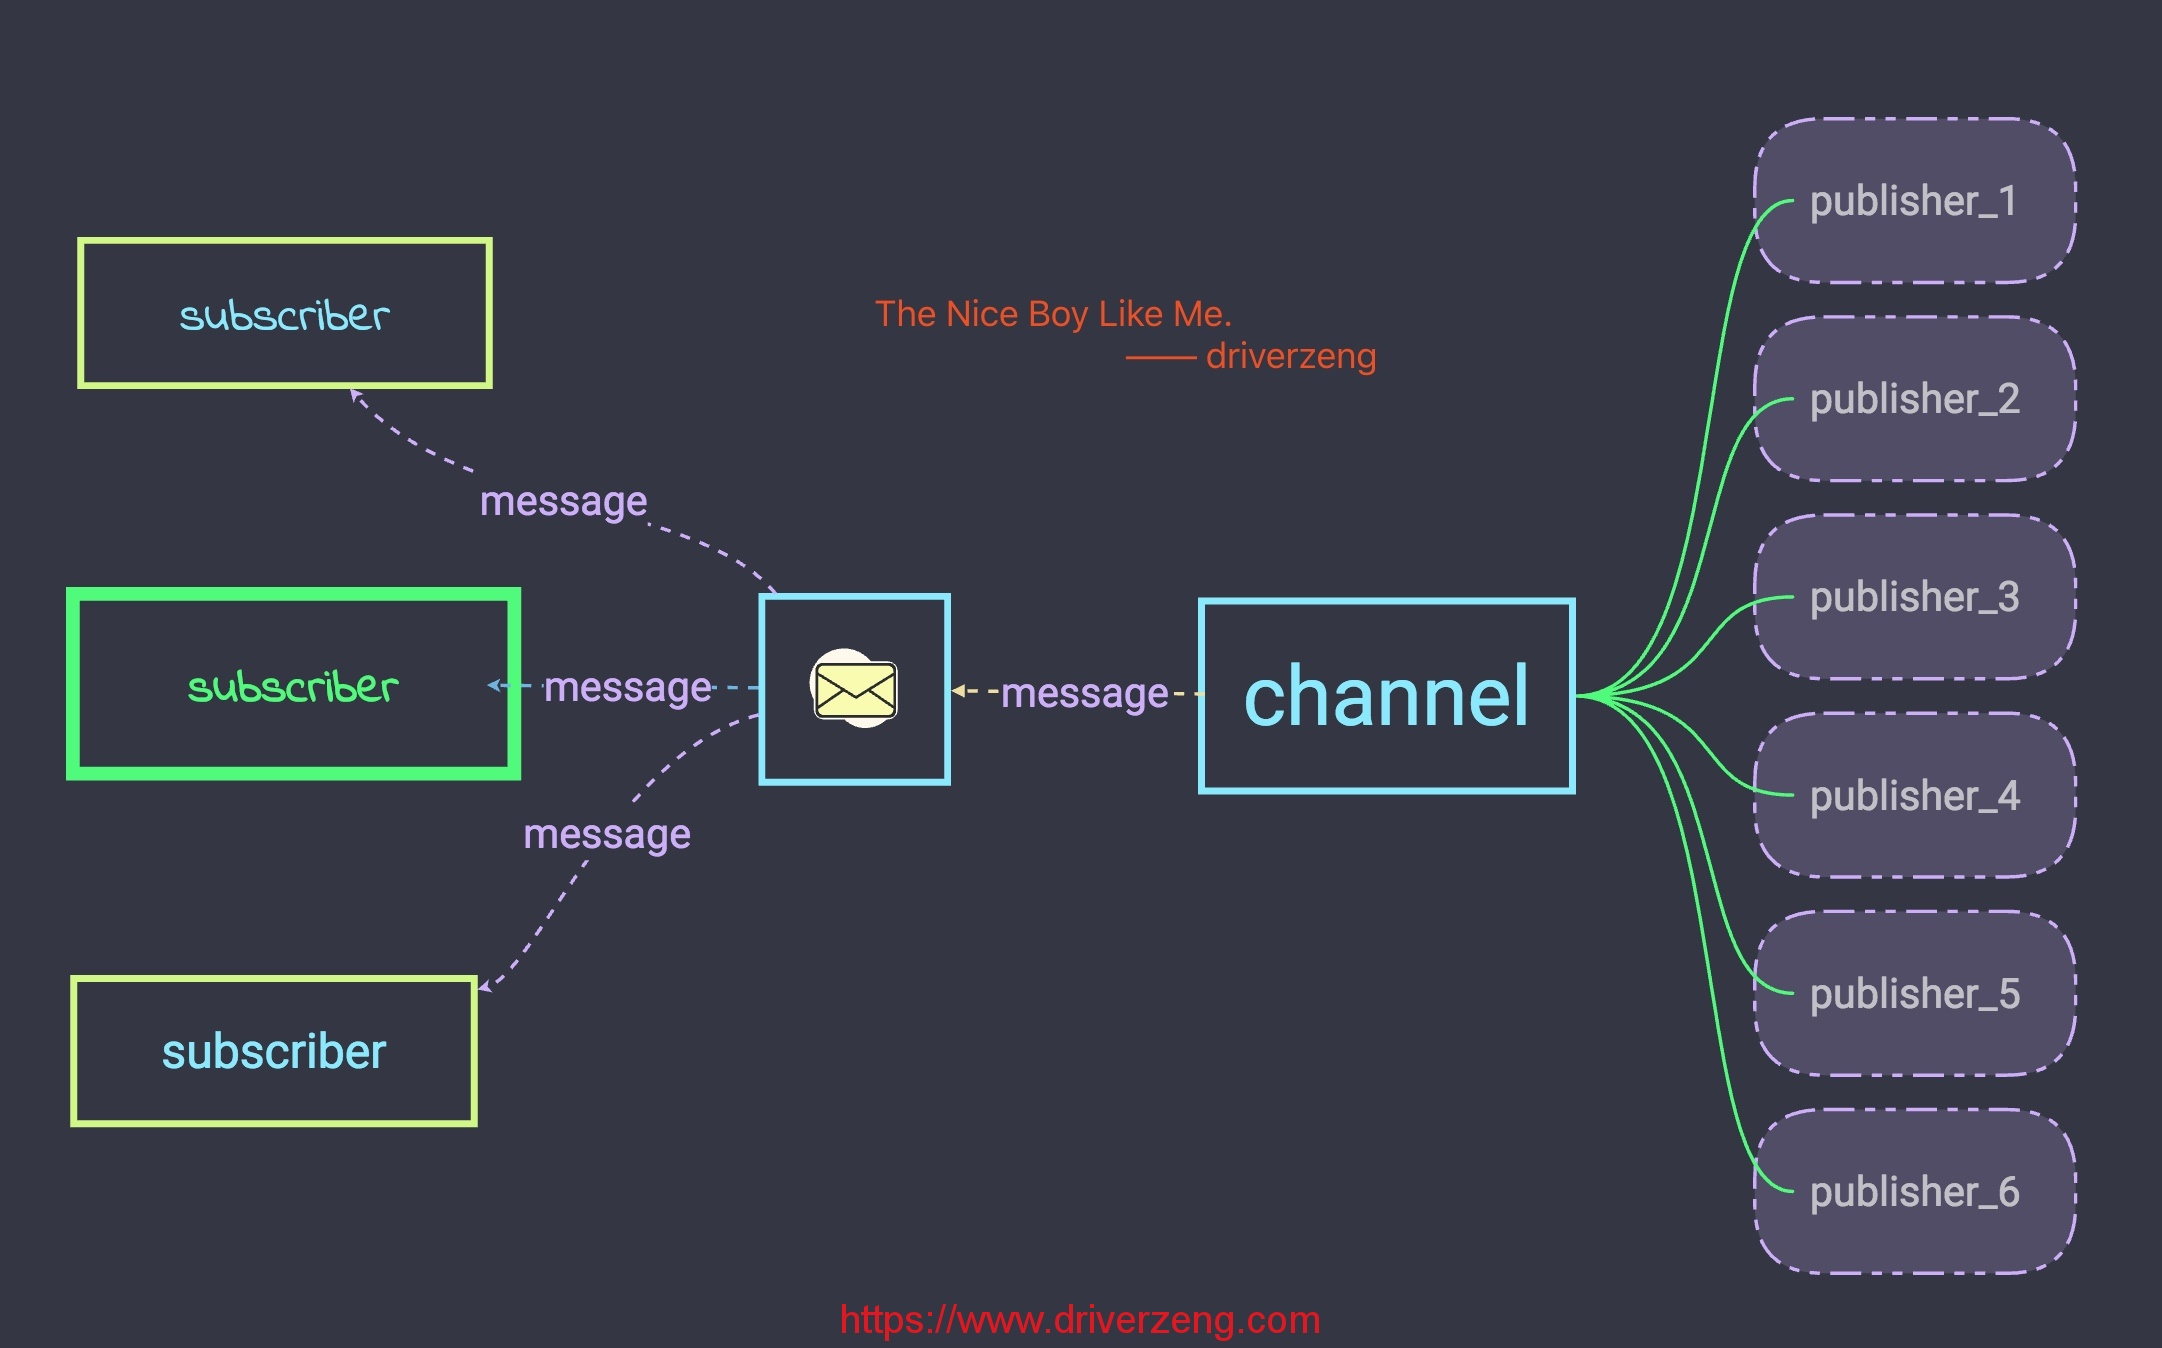 publisher_1
publisher_2
subscriber
The Nice Boy Like Me.
—— driverzeng
message
publisher_3
subscriber
message
message
channel
message
publisher_4
publisher_5
subscriber
publisher_6
https://www.driverzeng.com